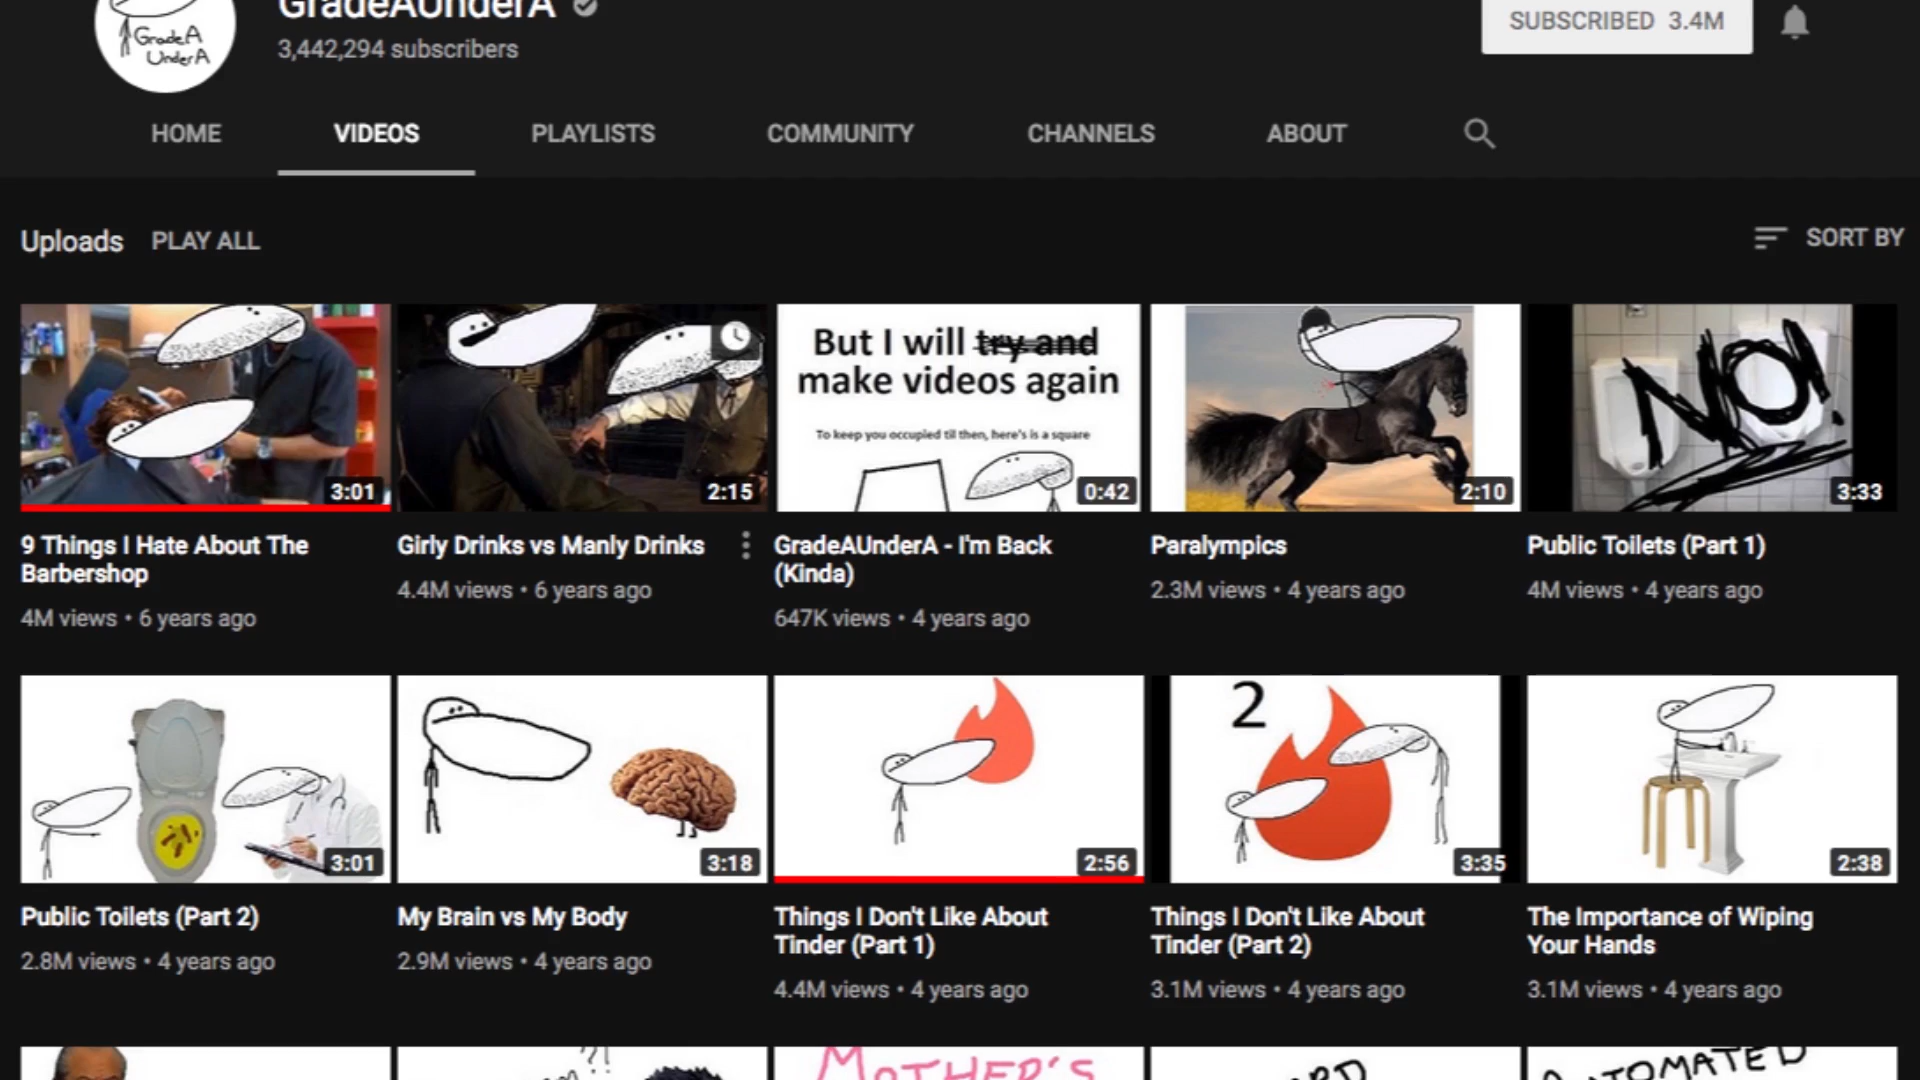 GradeAUnderA
GradeA
UnderA
3,442,294 subscribers
SUBSCRIBED 3.4M
HOME
VIDEOS
PLAYLISTS
COMMUNITY
CHANNELS
ABOUT
Uploads
PLAY ALL
SORT BY
3:01
2:15
But I will try and
make videos again
To keep you occupied til then, here's is a square
0:42
2:10
NO!
3:33
9 Things I Hate About The
Barbershop
4M views • 6 years ago
Girly Drinks vs Manly Drinks
4.4M views • 6 years ago
GradeAUnderA - I'm Back
(Kinda)
647K views • 4 years ago
Paralympics
2.3M views • 4 years ago
Public Toilets (Part 1)
4M views • 4 years ago
3:01
3:18
2:56
2
3:35
2:38
Public Toilets (Part 2)
2.8M views • 4 years ago
My Brain vs My Body
2.9M views • 4 years ago
Things I Don't Like About
Tinder (Part 1)
4.4M views • 4 years ago
Things I Don't Like About
Tinder (Part 2)
3.1M views • 4 years ago
The Importance of Wiping
Your Hands
3.1M views • 4 years ago
?!
MOTHER'S
AUTOMATED